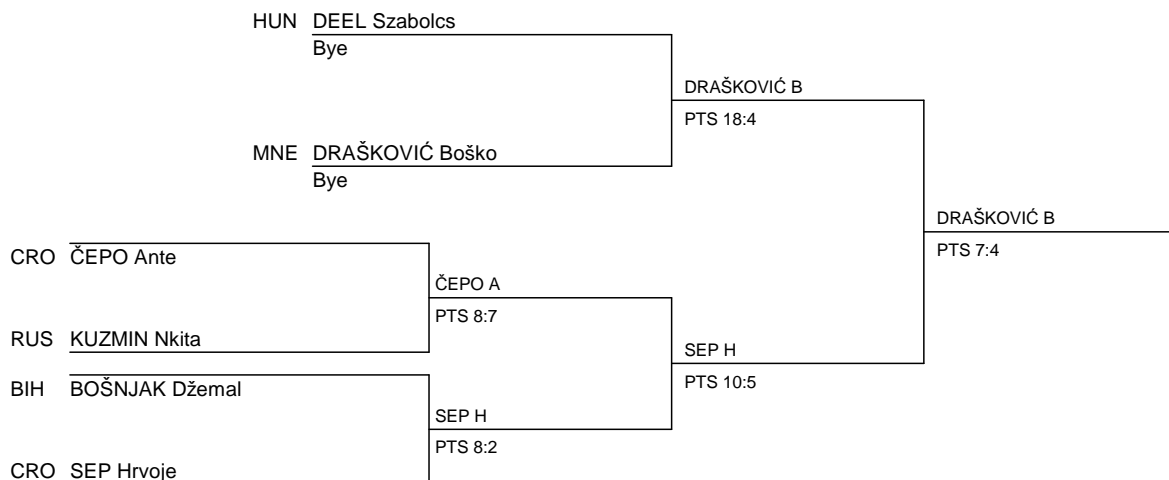 HUN DEEL Szabolcs
Bye
DRAŠKOVIĆ B
PTS 18:4
MNE DRAŠKOVIĆ Boško
Bye
DRAŠKOVIĆ B
PTS 7:4
CRO ČEPO Ante
ČEPO A
PTS 8:7
RUS KUZMIN Nkita
SEP H
PTS 10:5
BIH BOŠNJAK Džemal
SEP H
PTS 8:2
CRO SEP Hrvoje